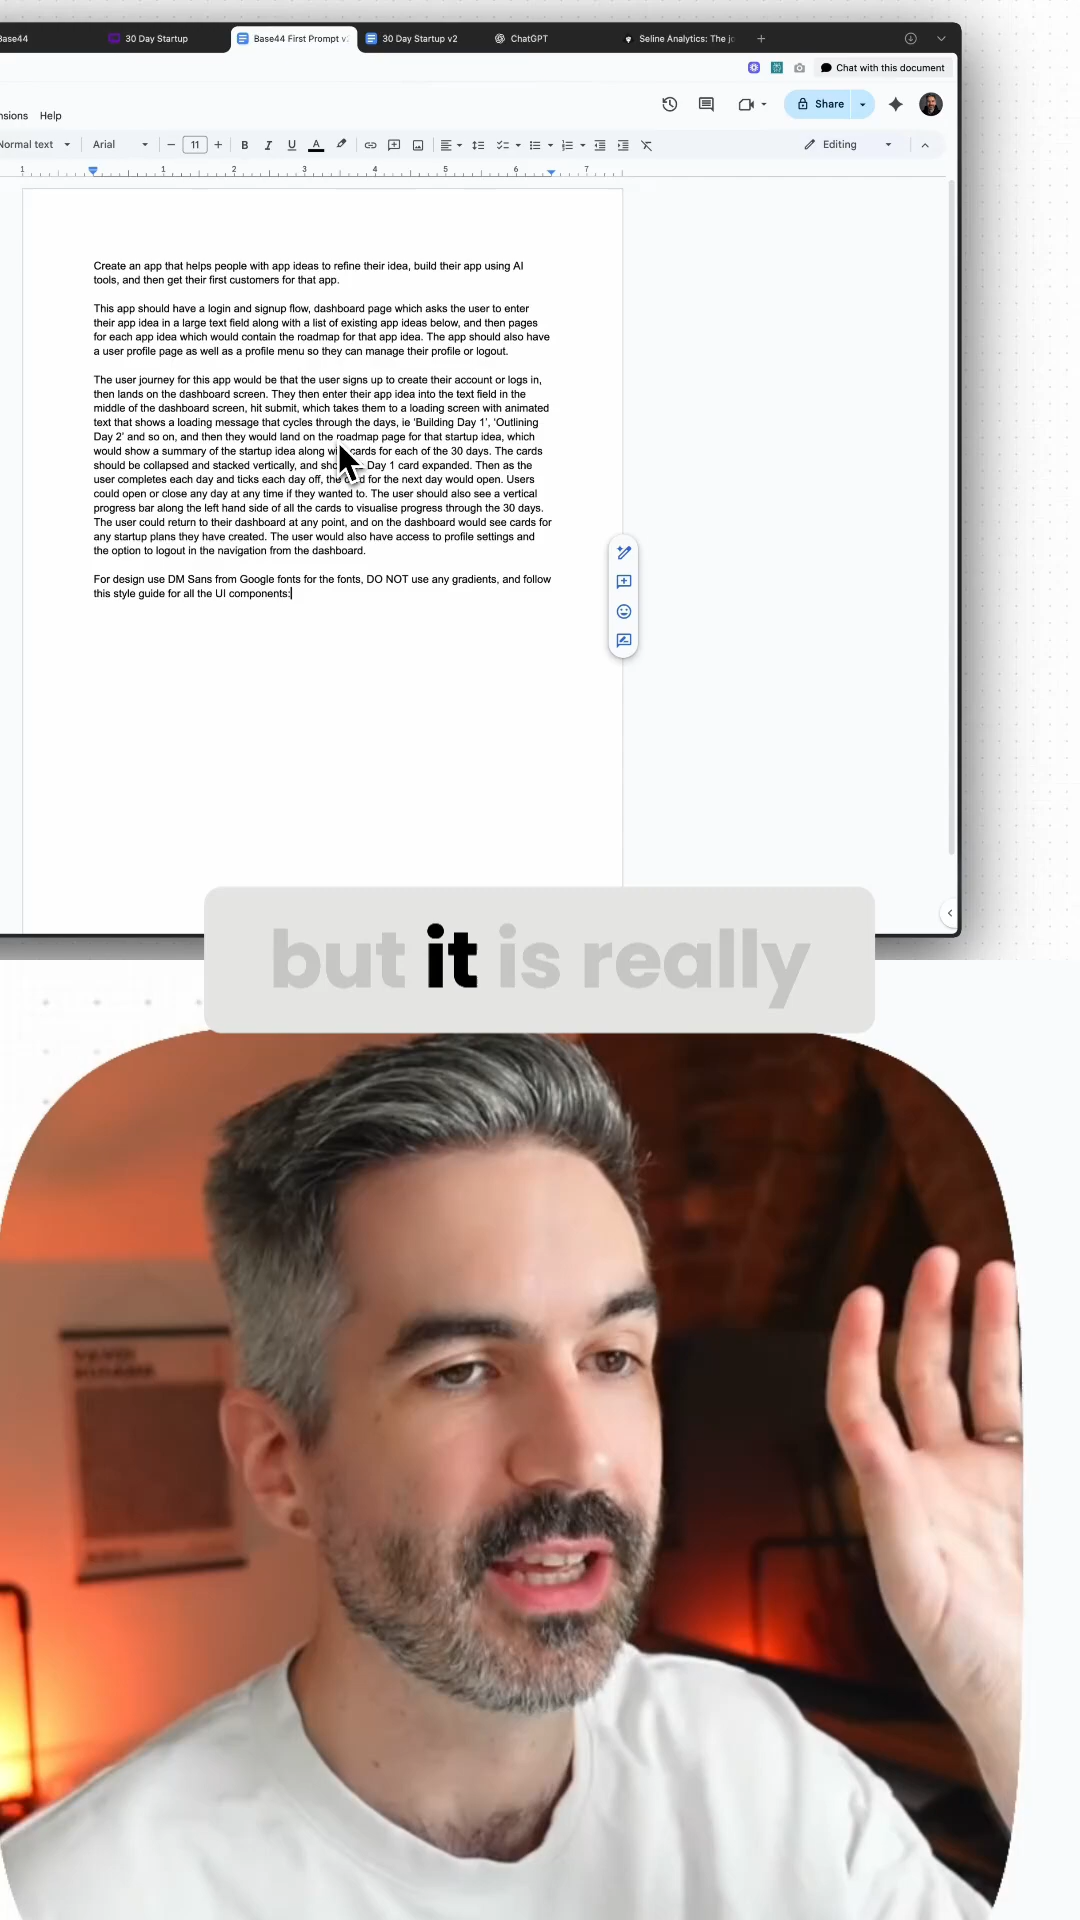 Base44
30 Day Startup
Base44 First Prompt v
30 Day Startup v2
ChatGPT
Seline Analytics: The jo
Chat with this document
nsions Help
Share
Normal text
Arial
11
B I U A
Editing
1 1 2 3 4 5 6 7
Create an app that helps people with app ideas to refine their idea, build their app using AI
tools, and then get their first customers for that app.
This app should have a login and signup flow, dashboard page which asks the user to enter
their app idea in a large text field along with a list of existing app ideas below, and then pages
for each app idea which would contain the roadmap for that app idea. The app should also have
a user profile page as well as a profile menu so they can manage their profile or logout.
The user journey for this app would be that the user signs up to create their account or logs in,
then lands on the dashboard screen. They then enter their app idea into the text field in the
middle of the dashboard screen, hit submit, which takes them to a loading screen with animated
text that shows a loading message that cycles through the days, ie 'Building Day 1', 'Outlining
Day 2' and so on, and then they would land on the roadmap page for that startup idea, which
would show a summary of the startup idea along for each of the 30 days. The cards
should be collapsed and stacked vertically, and Day 1 card expanded. Then as the
user completes each day and ticks each day off, for the next day would open. Users
could open or close any day at any time if they wanted to. The user should also see a vertical
progress bar along the left hand side of all the cards to visualise progress through the 30 days.
The user could return to their dashboard at any point, and on the dashboard would see cards for
any startup plans they have created. The user would also have access to profile settings and
the option to logout in the navigation from the dashboard.
For design use DM Sans from Google fonts for the fonts, DO NOT use any gradients, and follow
this style guide for all the UI components:
but it is really